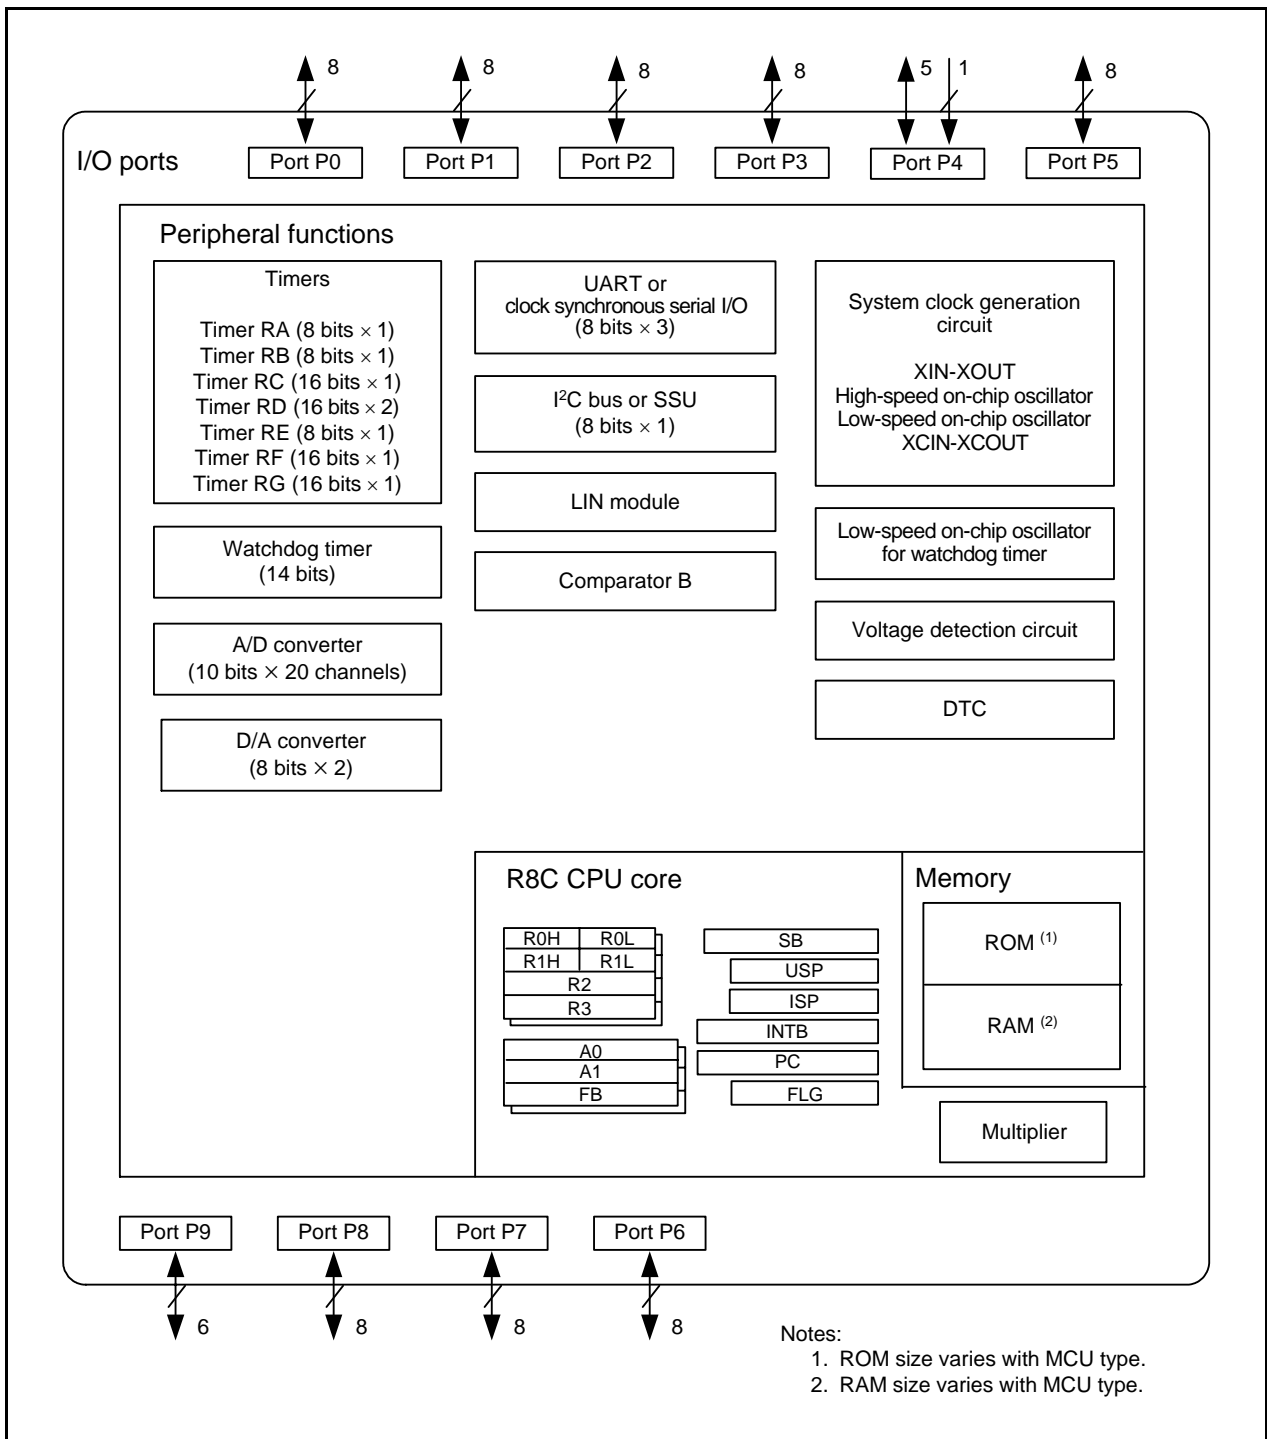 8
8
8
8
5
1
8
I/O ports
Port P0
Port P1
Port P2
Port P3
Port P4
Port P5
Peripheral functions
Timers
Timer RA (8 bits × 1)
Timer RB (8 bits × 1)
Timer RC (16 bits × 1)
Timer RD (16 bits × 2)
Timer RE (8 bits × 1)
Timer RF (16 bits × 1)
Timer RG (16 bits × 1)
Watchdog timer
(14 bits)
A/D converter
(10 bits × 20 channels)
D/A converter
(8 bits × 2)
UART or
clock synchronous serial I/O
(8 bits × 3)
I²C bus or SSU
(8 bits × 1)
LIN module
Comparator B
System clock generation
circuit
XIN-XOUT
High-speed on-chip oscillator
Low-speed on-chip oscillator
XCIN-XCOUT
Low-speed on-chip oscillator
for watchdog timer
Voltage detection circuit
DTC
R8C CPU core
R0H
R0L
R1H
R1L
R2
R3
A0
A1
FB
SB
USP
ISP
INTB
PC
FLG
Memory
ROM (1)
RAM (2)
Multiplier
Port P9
Port P8
Port P7
Port P6
6
8
8
8
Notes:
1. ROM size varies with MCU type.
2. RAM size varies with MCU type.